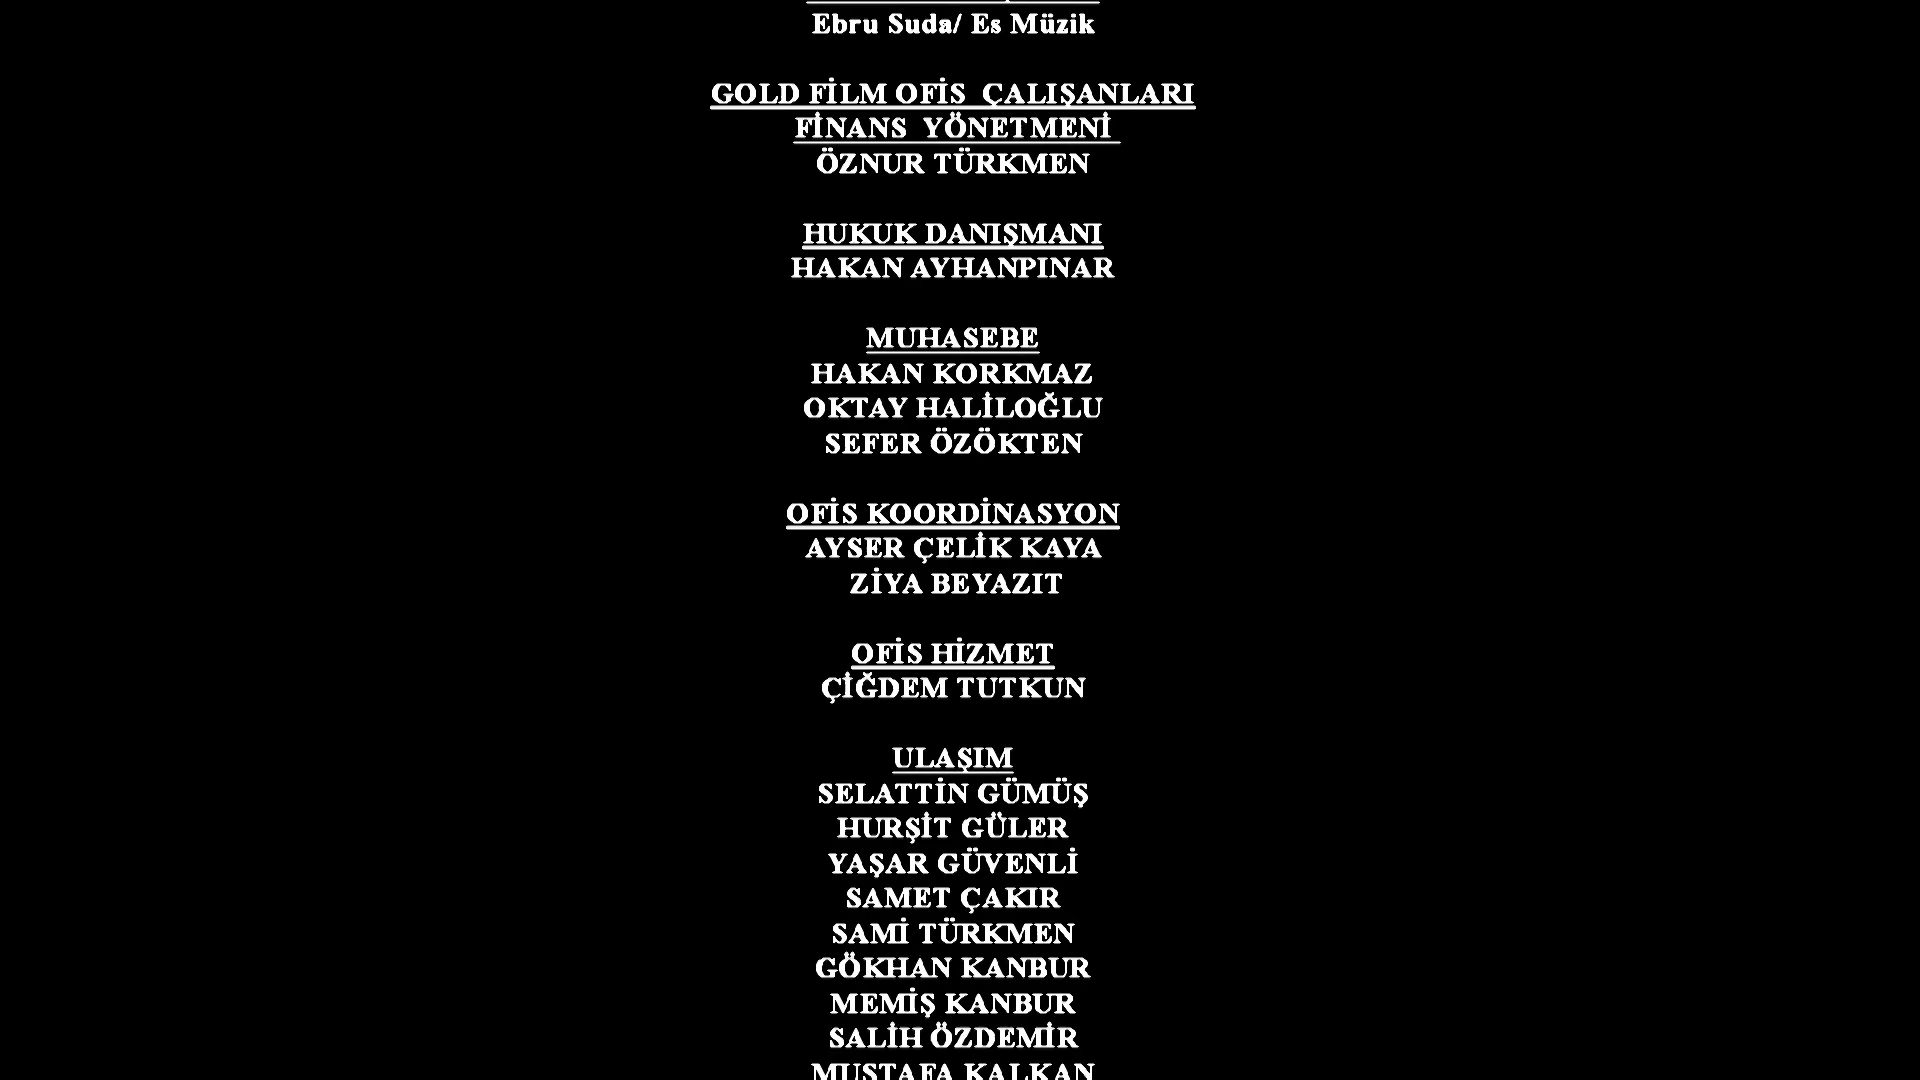 Ebru Suda/ Es Müzik
GOLD FİLM OFİS  ÇALIŞANLARI
FİNANS  YÖNETMENİ
ÖZNUR TÜRKMEN
HUKUK DANIŞMANI
HAKAN AYHANPINAR
MUHASEBE
HAKAN KORKMAZ
OKTAY HALİLOĞLU
SEFER ÖZÖKTEN
OFİS KOORDİNASYON
AYSER ÇELİK KAYA
ZİYA BEYAZIT
OFİS HİZMET
ÇİĞDEM TUTKUN
ULAŞIM
SELATTİN GÜMÜŞ
HURŞİT GÜLER
YAŞAR GÜVENLİ
SAMET ÇAKIR
SAMİ TÜRKMEN
GÖKHAN KANBUR
MEMİŞ KANBUR
SALİH ÖZDEMİR
MUSTAFA KALKAN